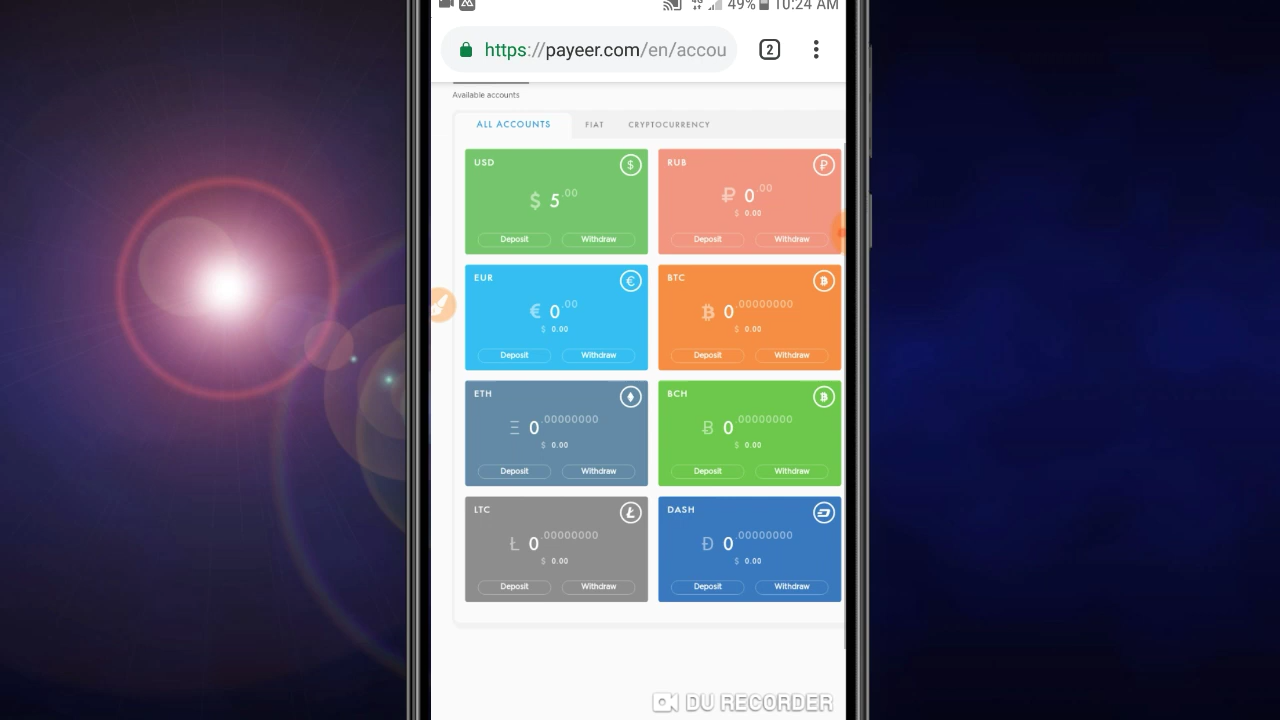 49% 10:24 AM
https://payeer.com/en/accou
2
Available accounts
ALL ACCOUNTS FIAT CRYPTOCURRENCY
USD $
$ 5.00
Deposit Withdraw
RUB ₽
₽ 0.00
$ 0.00
Deposit Withdraw
EUR €
€ 0.00
$ 0.00
Deposit Withdraw
BTC
0.00000000
$ 0.00
Deposit Withdraw
ETH
Ξ 0.00000000
$ 0.00
Deposit Withdraw
BCH
0.00000000
$ 0.00
Deposit Withdraw
LTC Ł
Ł 0.00000000
$ 0.00
Deposit Withdraw
DASH
Đ 0.00000000
$ 0.00
Deposit Withdraw
DU RECORDER